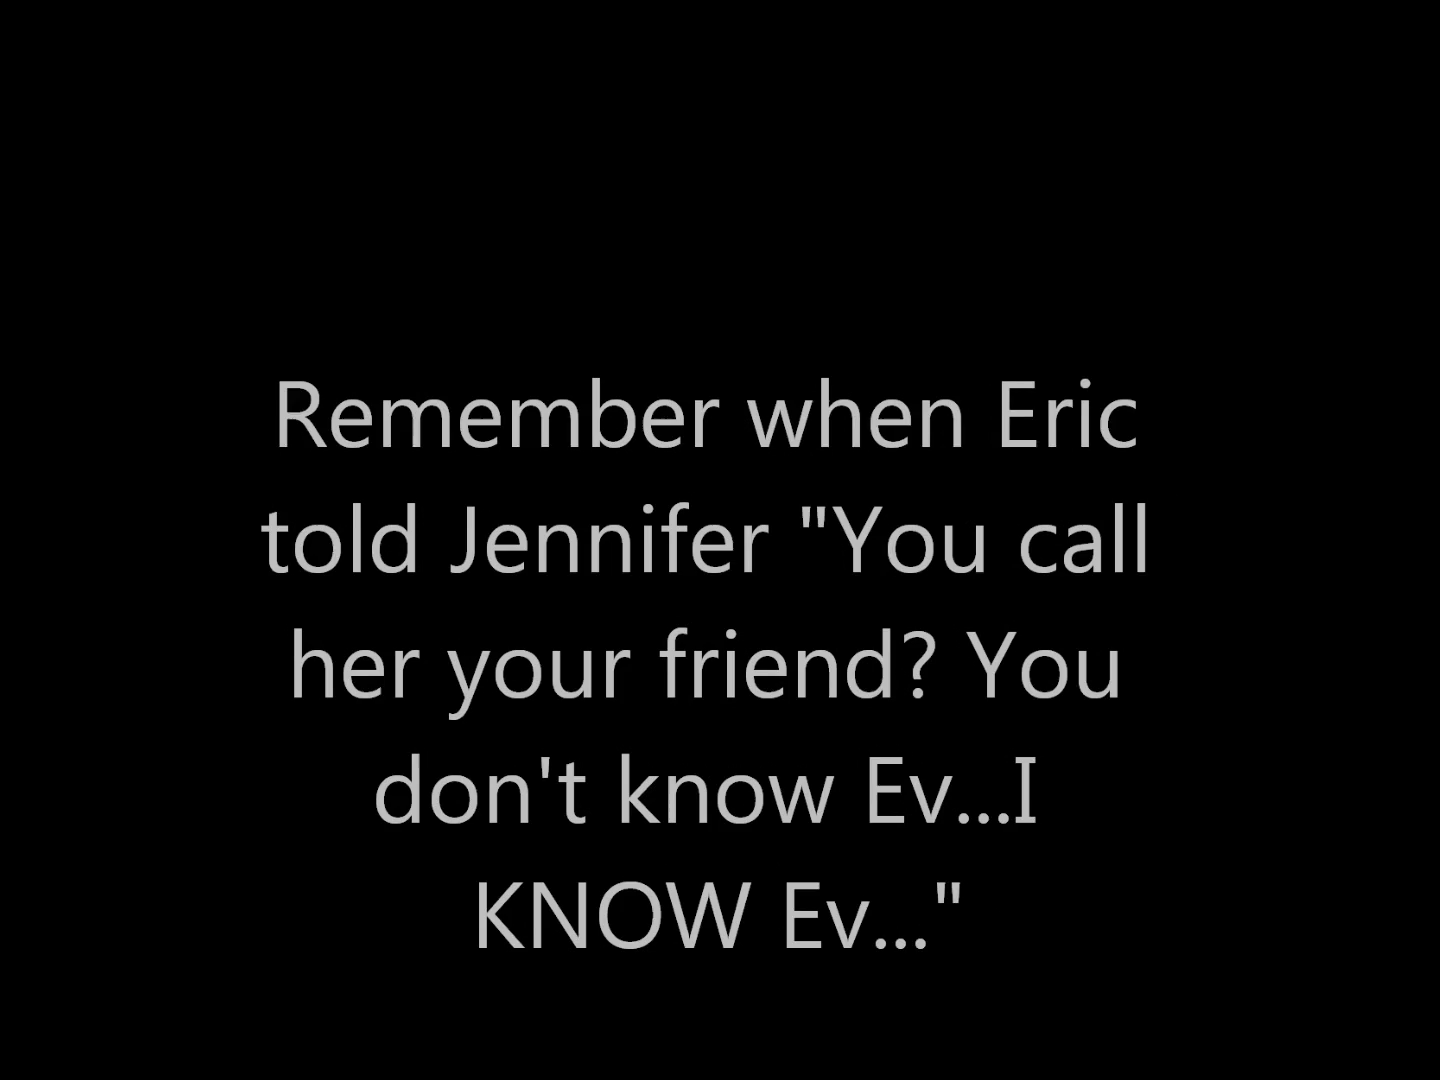 Remember when Eric
told Jennifer "You call
her your friend? You
don't know Ev...I
KNOW Ev..."